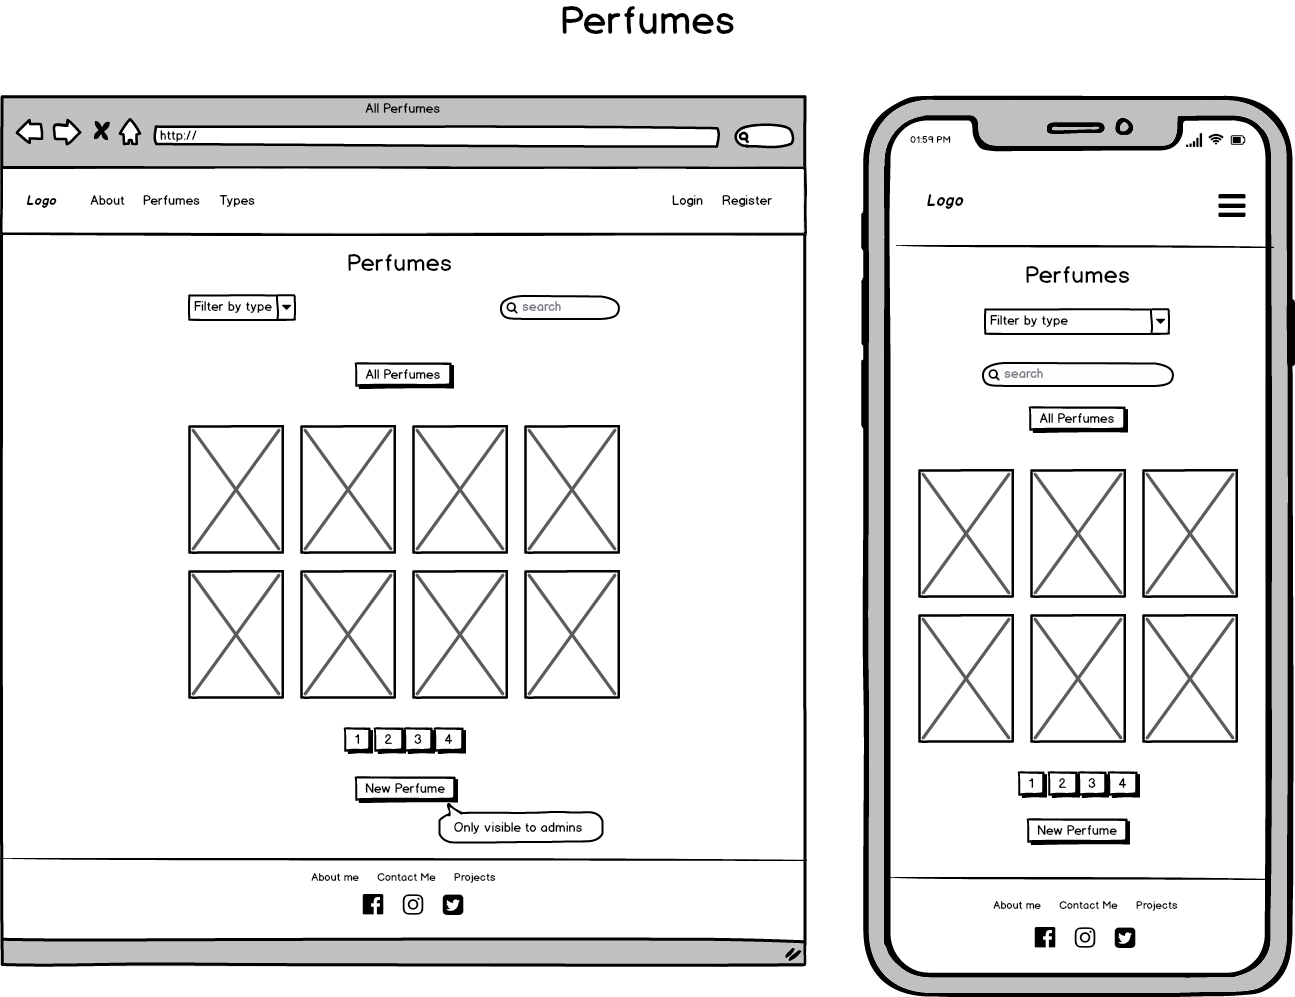 Perfumes
All Perfumes
http://
Logo About Perfumes Types Login Register
Perfumes
Filter by type search
All Perfumes
1 2 3 4
New Perfume
Only visible to admins
About me Contact Me Projects
01:59 PM
Logo
Perfumes
Filter by type
search
All Perfumes
1 2 3 4
New Perfume
About me Contact Me Projects